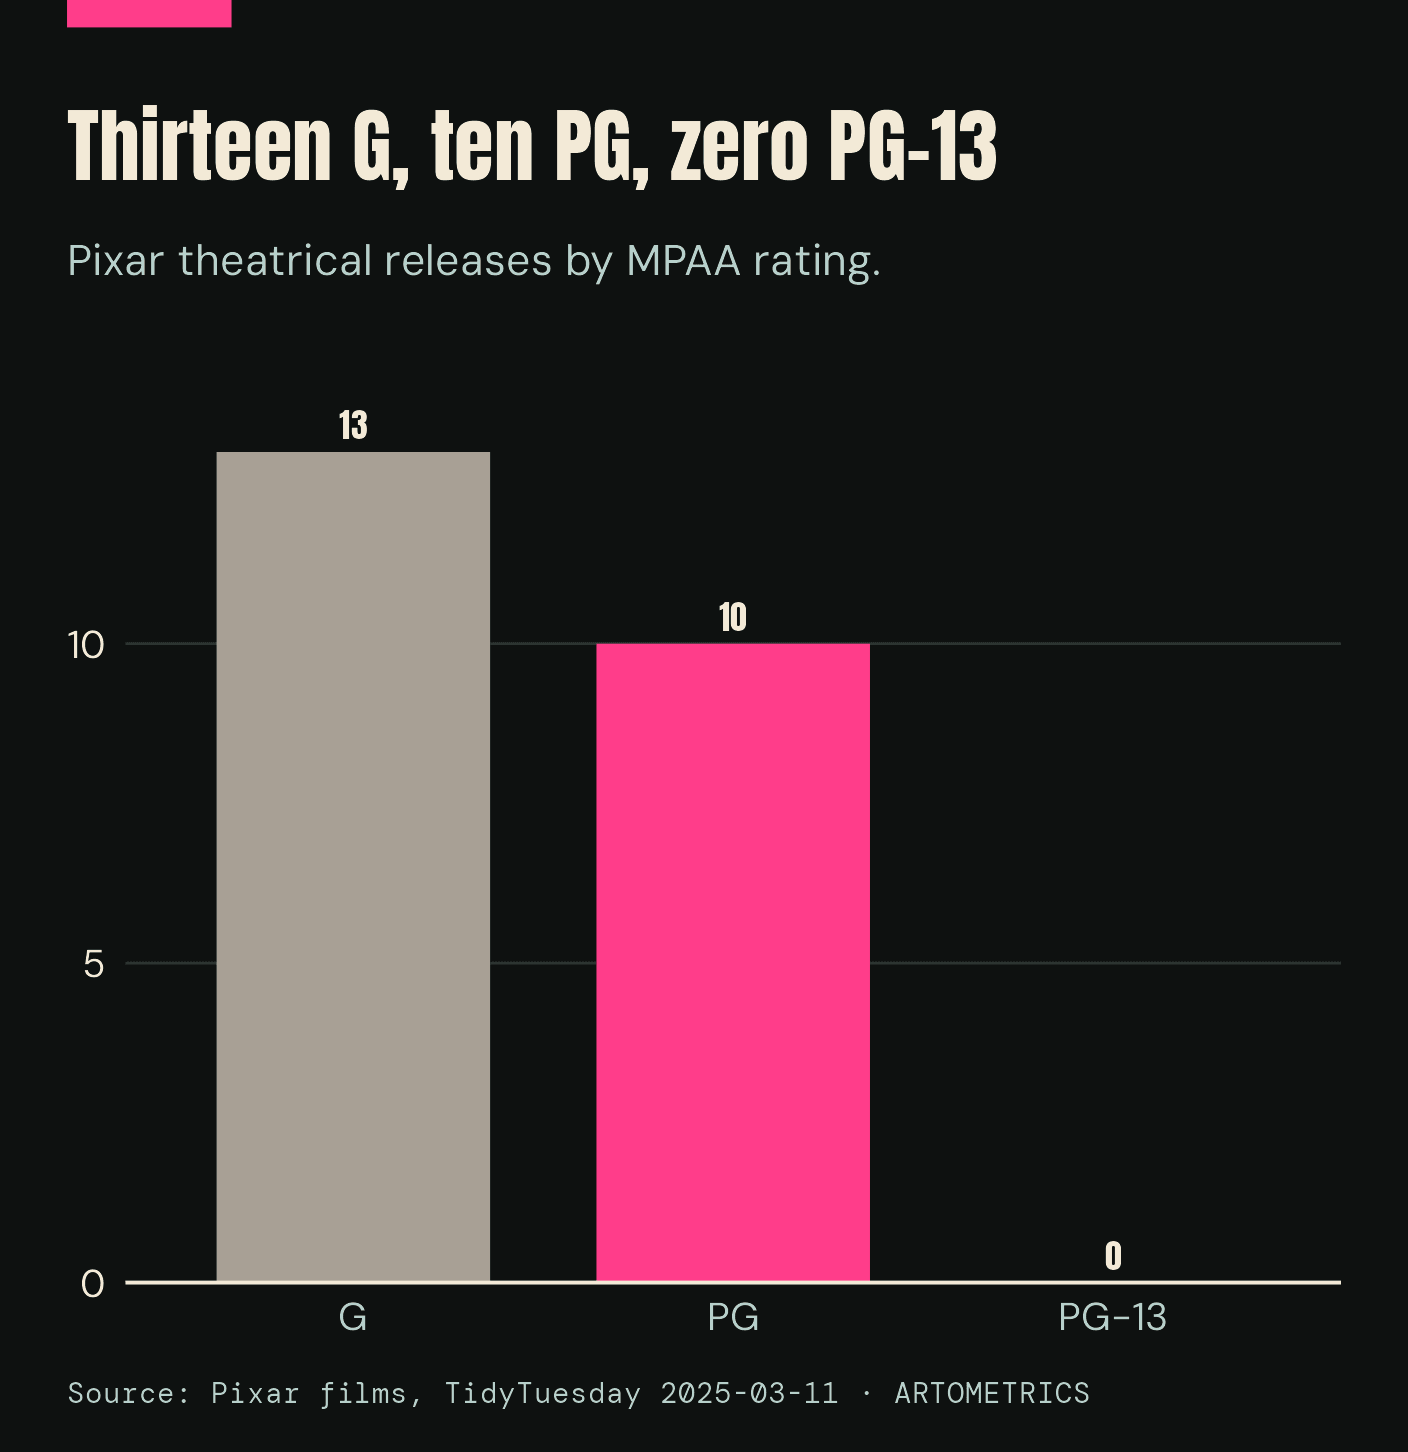 Thirteen G, ten PG, zero PG-13
Pixar theatrical releases by MPAA rating.
13
10
10
5
0
0
G PG PG-13
Source: Pixar films, TidyTuesday 2025-03-11 · ARTOMETRICS